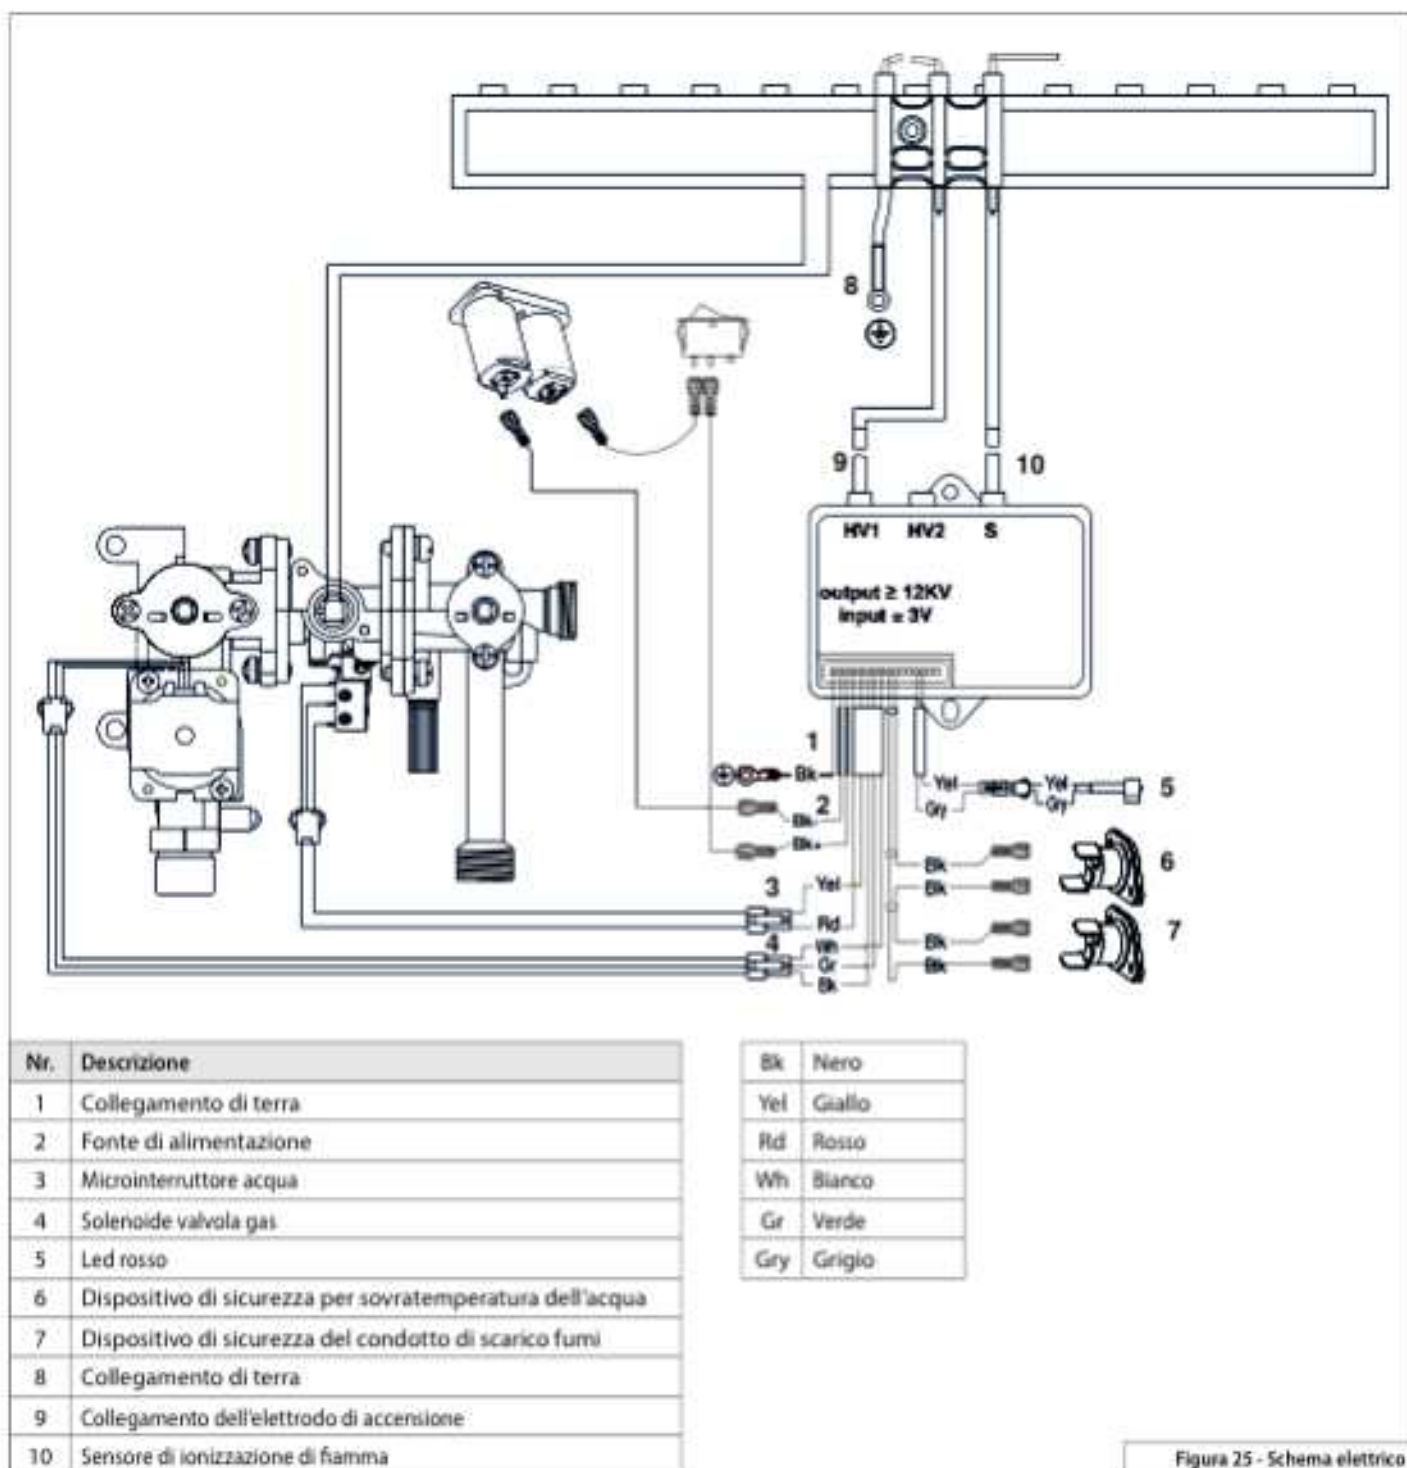 8
9
10
HV1 HV2 S
output ≥ 12KV
input = 3V
1
Bk
2
Bk
Bk+
Yel Yel
Gry Gry
5
Bk
Bk
6
3
Yel
Rd
Bk
Bk
7
4
Wh
Gr
Bk
Nr. Descrizione
1 Collegamento di terra
2 Fonte di alimentazione
3 Microinterruttore acqua
4 Solenoide valvola gas
5 Led rosso
6 Dispositivo di sicurezza per sovratemperatura dell'acqua
7 Dispositivo di sicurezza del condotto di scarico fumi
8 Collegamento di terra
9 Collegamento dell'elettrodo di accensione
10 Sensore di ionizzazione di fiamma
Bk Nero
Yel Giallo
Rd Rosso
Wh Bianco
Gr Verde
Gry Grigio
Figura 25 - Schema elettrico